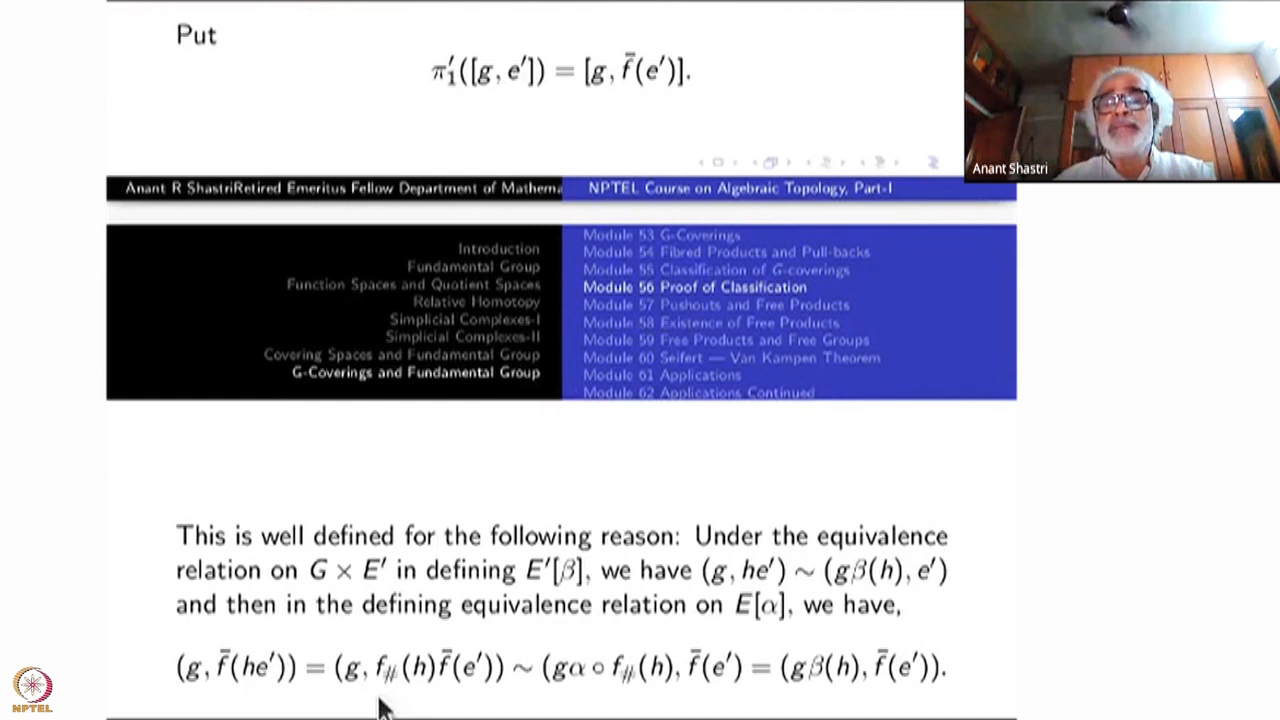 Put
π′₁([g, e′]) = [g, f̄(e′)].
Anant Shastri
Anant R ShastriRetired Emeritus Fellow Department of Mathema
NPTEL Course on Algebraic Topology, Part-I
Introduction
Fundamental Group
Function Spaces and Quotient Spaces
Relative Homotopy
Simplicial Complexes-I
Simplicial Complexes-II
Covering Spaces and Fundamental Group
G-Coverings and Fundamental Group
Module 53 G-Coverings
Module 54 Fibred Products and Pull-backs
Module 55 Classification of G-coverings
Module 56 Proof of Classification
Module 57 Pushouts and Free Products
Module 58 Existence of Free Products
Module 59 Free Products and Free Groups
Module 60 Seifert — Van Kampen Theorem
Module 61 Applications
Module 62 Applications Continued
This is well defined for the following reason: Under the equivalence
relation on G × E′ in defining E′[β], we have (g, he′) ∼ (gβ(h), e′)
and then in the defining equivalence relation on E[α], we have,
(g, f̄(he′)) = (g, f#(h)f̄(e′)) ∼ (gα ∘ f#(h), f̄(e′) = (gβ(h), f̄(e′)).
NPTEL